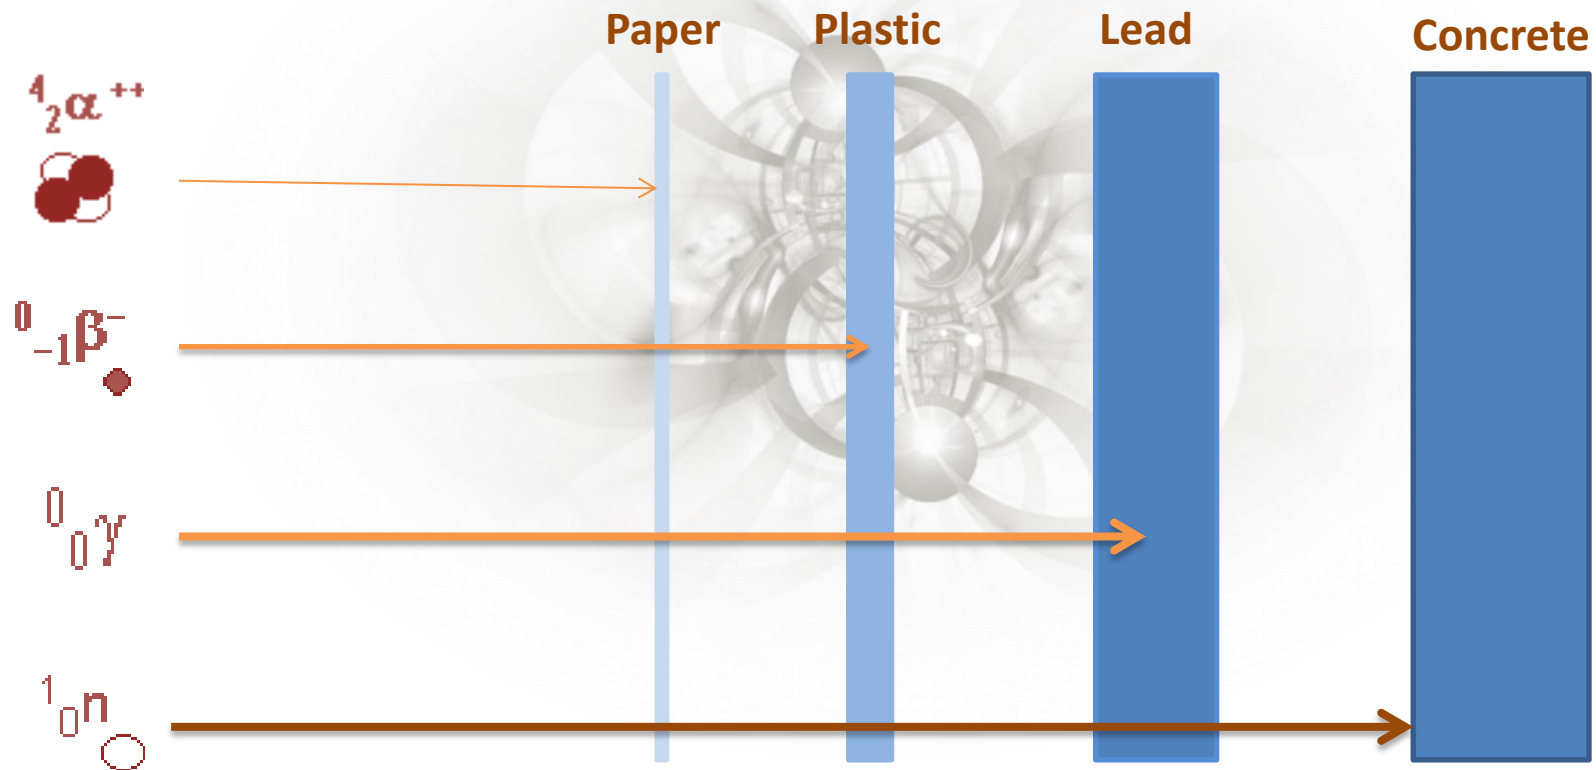 Paper Plastic Lead Concrete
⁴₂α⁺⁺
⁰₋₁β⁻
⁰₀γ
¹₀n